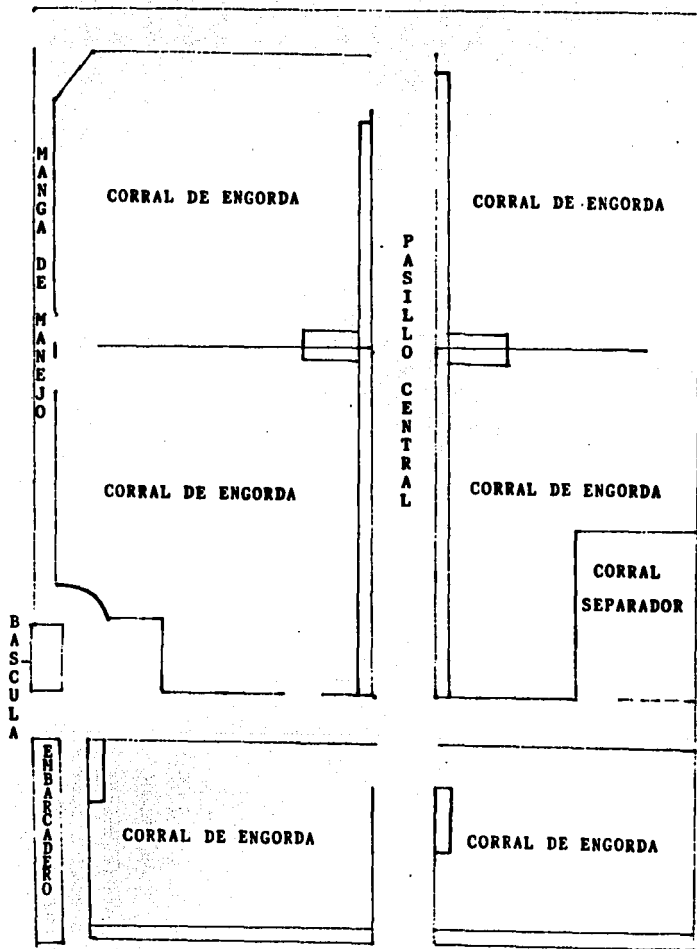 MANGA DE MANEJO
CORRAL DE ENGORDA
CORRAL DE ENGORDA
PASILLO CENTRAL
CORRAL DE ENGORDA
CORRAL DE ENGORDA
CORRAL
SEPARADOR
BASCULA
EMBARCADERO
CORRAL DE ENGORDA
CORRAL DE ENGORDA